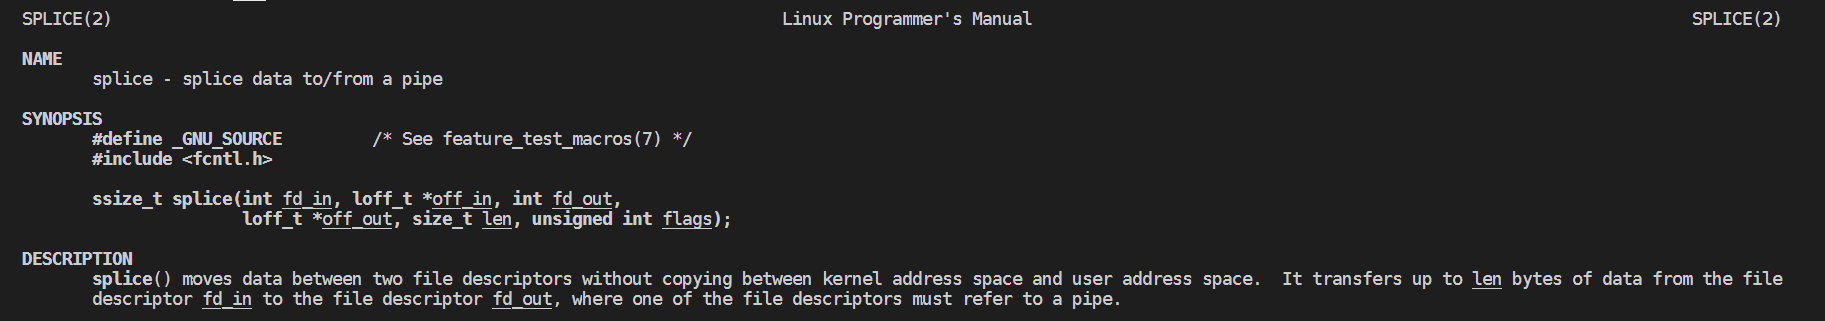 SPLICE(2) Linux Programmer's Manual SPLICE(2)
NAME
splice - splice data to/from a pipe
SYNOPSIS
#define _GNU_SOURCE /* See feature_test_macros(7) */
#include <fcntl.h>
ssize_t splice(int fd_in, loff_t *off_in, int fd_out,
loff_t *off_out, size_t len, unsigned int flags);
DESCRIPTION
splice() moves data between two file descriptors without copying between kernel address space and user address space. It transfers up to len bytes of data from the file
descriptor fd_in to the file descriptor fd_out, where one of the file descriptors must refer to a pipe.